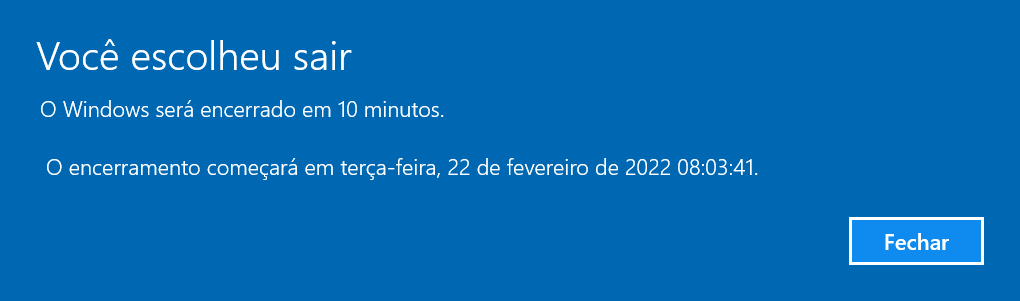 Você escolheu sair
O Windows será encerrado em 10 minutos.
O encerramento começará em terça-feira, 22 de fevereiro de 2022 08:03:41.
Fechar